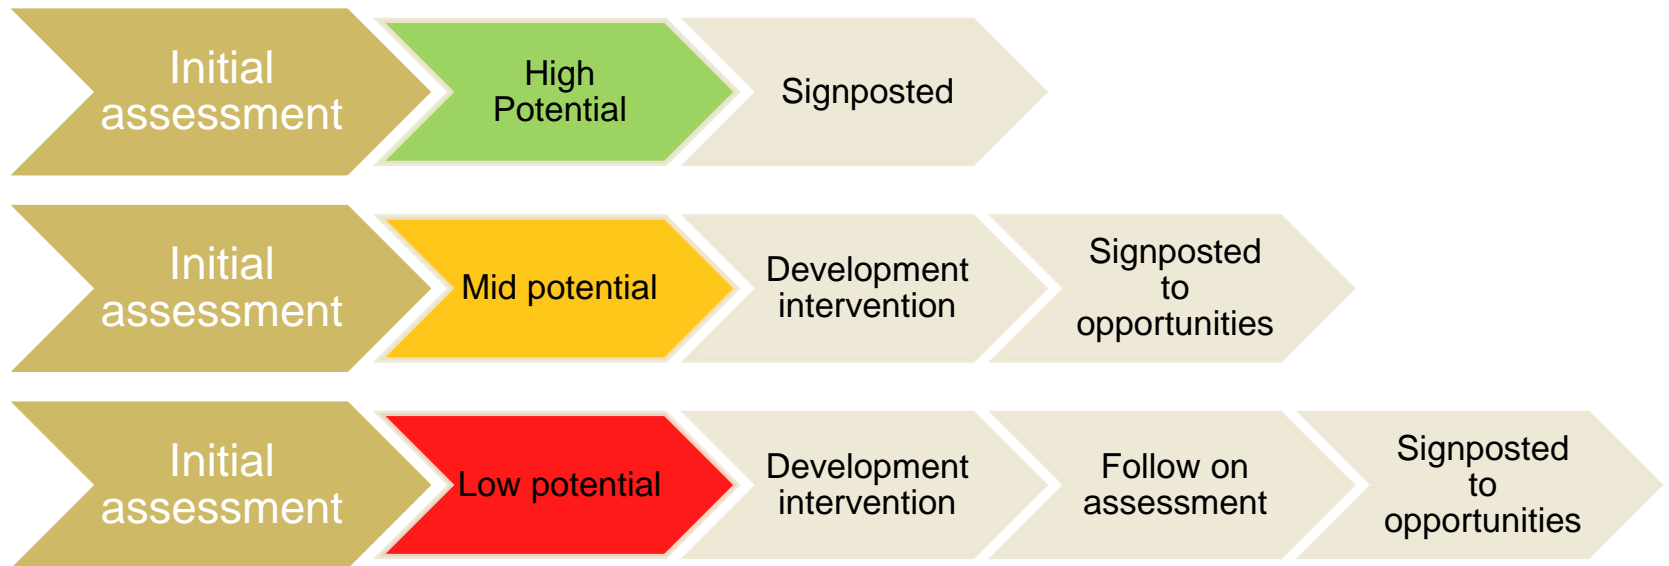 Initial
assessment
High
Potential
Signposted
Initial
assessment
Mid potential
Development
intervention
Signposted
to
opportunities
Initial
assessment
Low potential
Development
intervention
Follow on
assessment
Signposted
to
opportunities